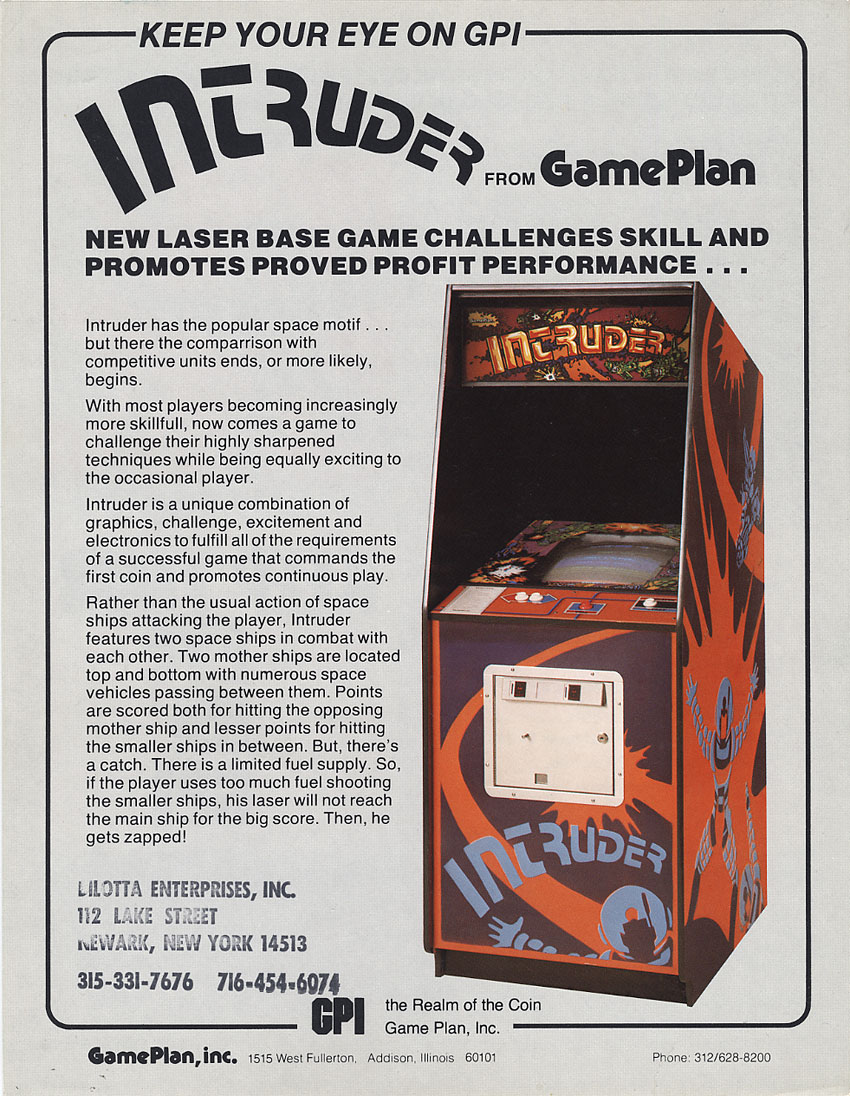 KEEP YOUR EYE ON GPI
INTRUDER
FROM GamePlan
NEW LASER BASE GAME CHALLENGES SKILL AND
PROMOTES PROVED PROFIT PERFORMANCE . . .
Intruder has the popular space motif . . .
but there the comparrison with
competitive units ends, or more likely,
begins.
With most players becoming increasingly
more skillfull, now comes a game to
challenge their highly sharpened
techniques while being equally exciting to
the occasional player.
Intruder is a unique combination of
graphics, challenge, excitement and
electronics to fulfill all of the requirements
of a successful game that commands the
first coin and promotes continuous play.
Rather than the usual action of space
ships attacking the player, Intruder
features two space ships in combat with
each other. Two mother ships are located
top and bottom with numerous space
vehicles passing between them. Points
are scored both for hitting the opposing
mother ship and lesser points for hitting
the smaller ships in between. But, there's
a catch. There is a limited fuel supply. So,
if the player uses too much fuel shooting
the smaller ships, his laser will not reach
the main ship for the big score. Then, he
gets zapped!
INTRUDER
INTRUDER
LILOTTA ENTERPRISES, INC.
112 LAKE STREET
NEWARK, NEW YORK 14513
315-331-7676 716-454-6074
GPI
the Realm of the Coin
Game Plan, Inc.
GamePlan, inc. 1515 West Fullerton, Addison, Illinois 60101
Phone: 312/628-8200